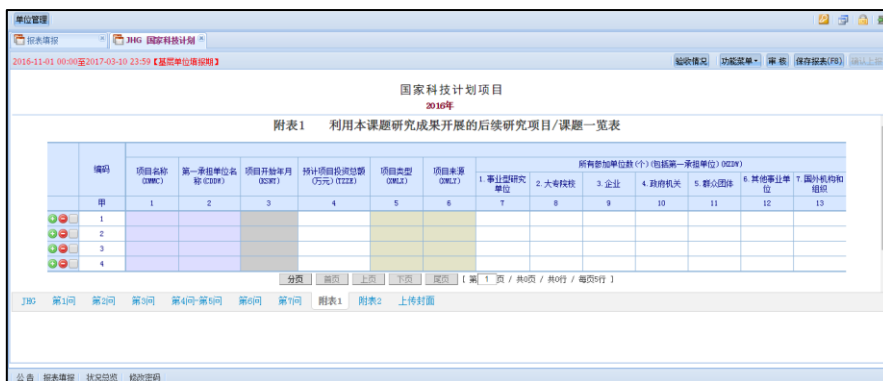 单位管理
报表填报 JHG 国家科技计划
2016-11-01 00:00至2017-03-10 23:59【基层单位填报期】 验收情况 功能菜单 审 核 保存报表(F8) 确认上报
国家科技计划项目
2016年
附表1 利用本课题研究成果开展的后续研究项目/课题一览表
编码 项目名称(XMMC) 第一承担单位名称(CDDW) 项目开始年月(KSNY) 预计项目投资总额(万元)(TZZE) 项目类型(XMLX) 项目来源(XMLY) 所有参加单位数(个)(包括第一承担单位)(HZDW)
1.事业型研究单位 2.大专院校 3.企业 4.政府机关 5.群众团体 6.其他事业单位 7.国外机构和组织
甲 1 2 3 4 5 6 7 8 9 10 11 12 13
1
2
3
4
分页 首页 上页 下页 尾页 [ 第 1 页 / 共0页 / 共0行 / 每页5行 ]
JHG 第1问 第2问 第3问 第4问-第5问 第6问 第7问 附表1 附表2 上传封面
公 告 报表填报 状况总览 修改密码